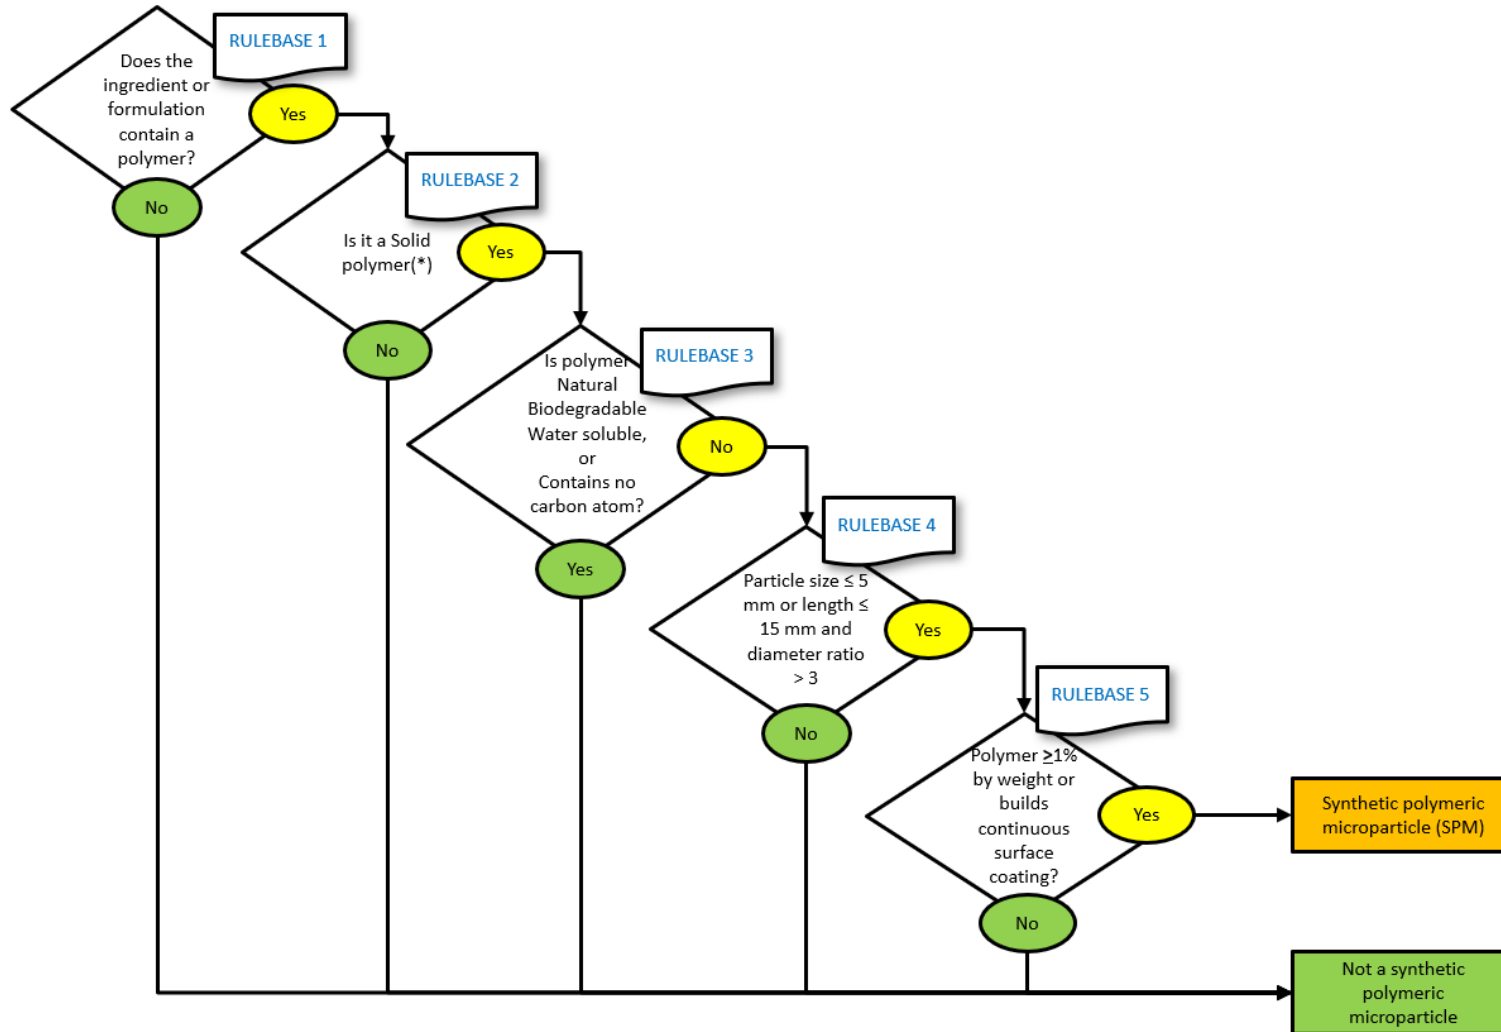 RULEBASE 1
Does the
ingredient or
formulation
contain a
polymer?
Yes
No
RULEBASE 2
Is it a Solid
polymer(*)
Yes
No
RULEBASE 3
Is polymer
Natural
Biodegradable
Water soluble,
or
Contains no
carbon atom?
No
Yes
RULEBASE 4
Particle size ≤ 5
mm or length ≤
15 mm and
diameter ratio
> 3
Yes
No
RULEBASE 5
Polymer ≥1%
by weight or
builds
continuous
surface
coating?
Yes
No
Synthetic polymeric
microparticle (SPM)
Not a synthetic
polymeric
microparticle